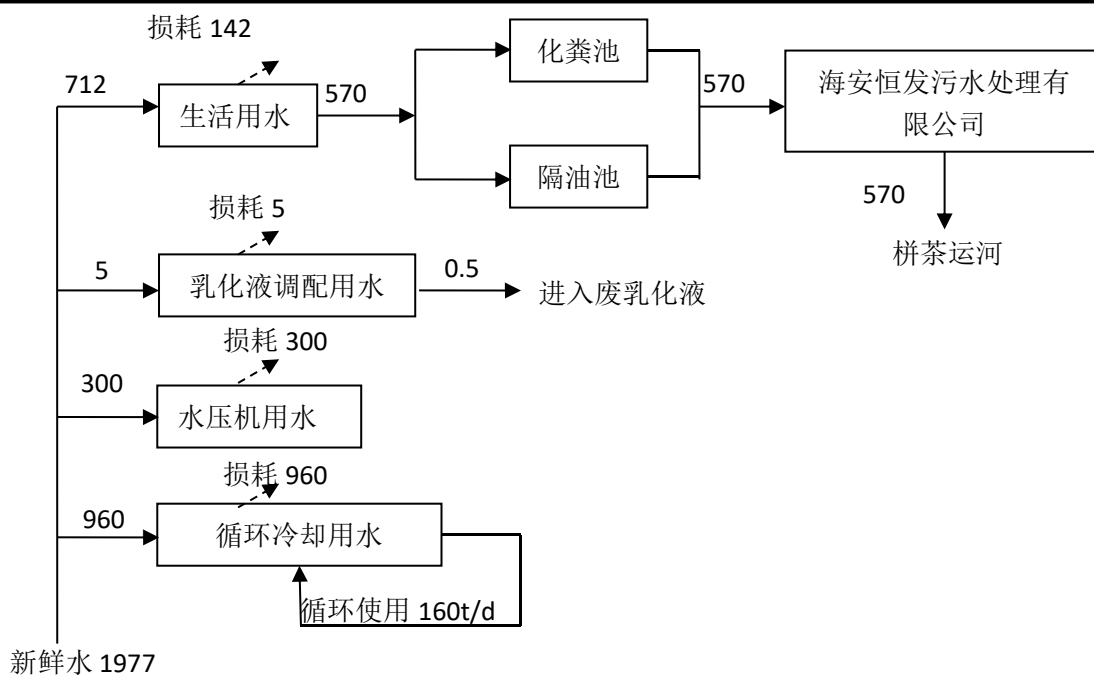 损耗 142
712
生活用水
570
化粪池
隔油池
570
海安恒发污水处理有
限公司
570
栟茶运河
损耗 5
5
乳化液调配用水
0.5
进入废乳化液
损耗 300
300
水压机用水
损耗 960
960
循环冷却用水
循环使用 160t/d
新鲜水 1977